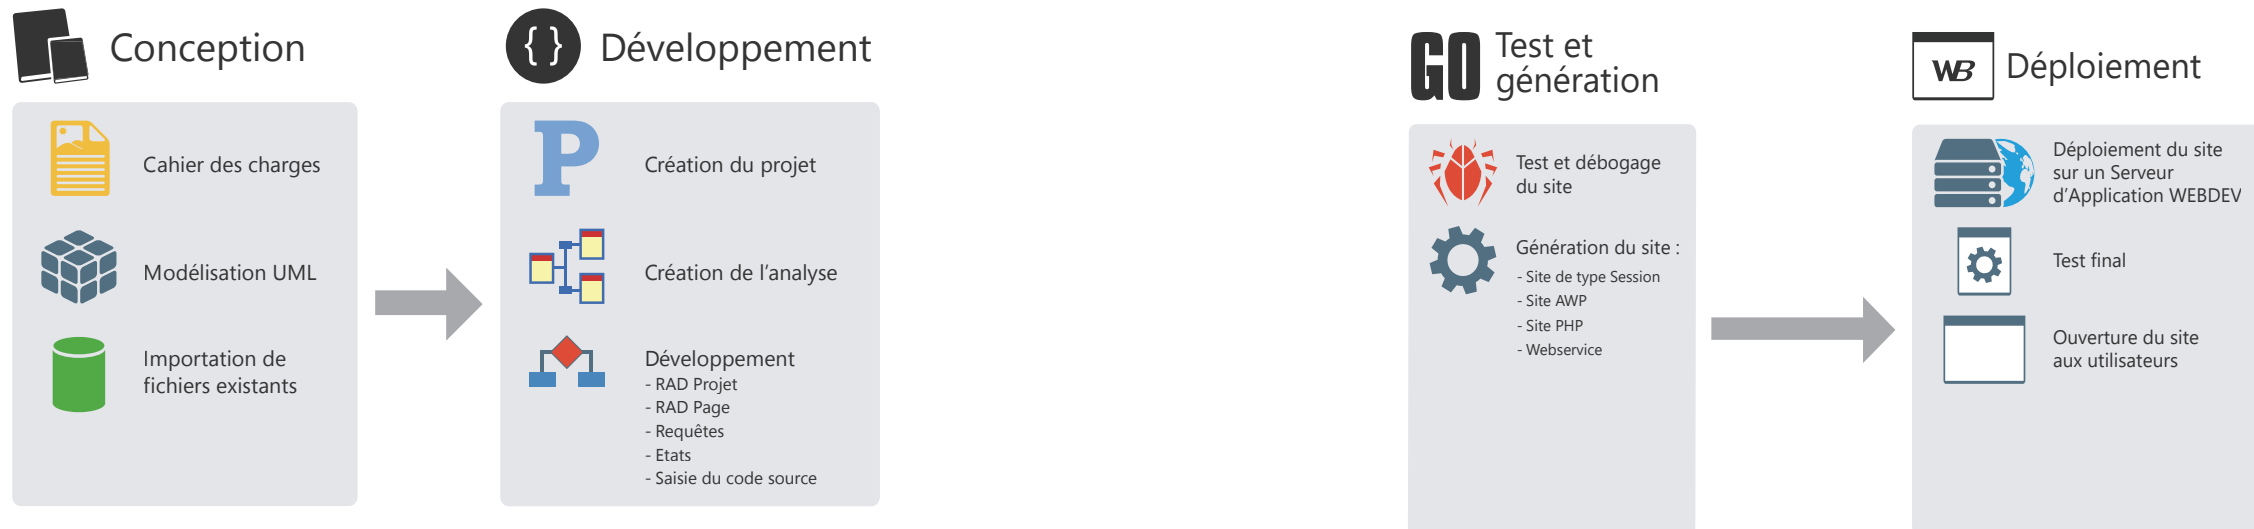 Conception
Cahier des charges
Modélisation UML
Importation de
fichiers existants
{ } Développement
P
Création du projet
Création de l'analyse
Développement
- RAD Projet
- RAD Page
- Requêtes
- Etats
- Saisie du code source
GO
Test et
génération
Test et débogage
du site
Génération du site :
- Site de type Session
- Site AWP
- Site PHP
- Webservice
WB
Déploiement
Déploiement du site
sur un Serveur
d'Application WEBDEV
Test final
Ouverture du site
aux utilisateurs